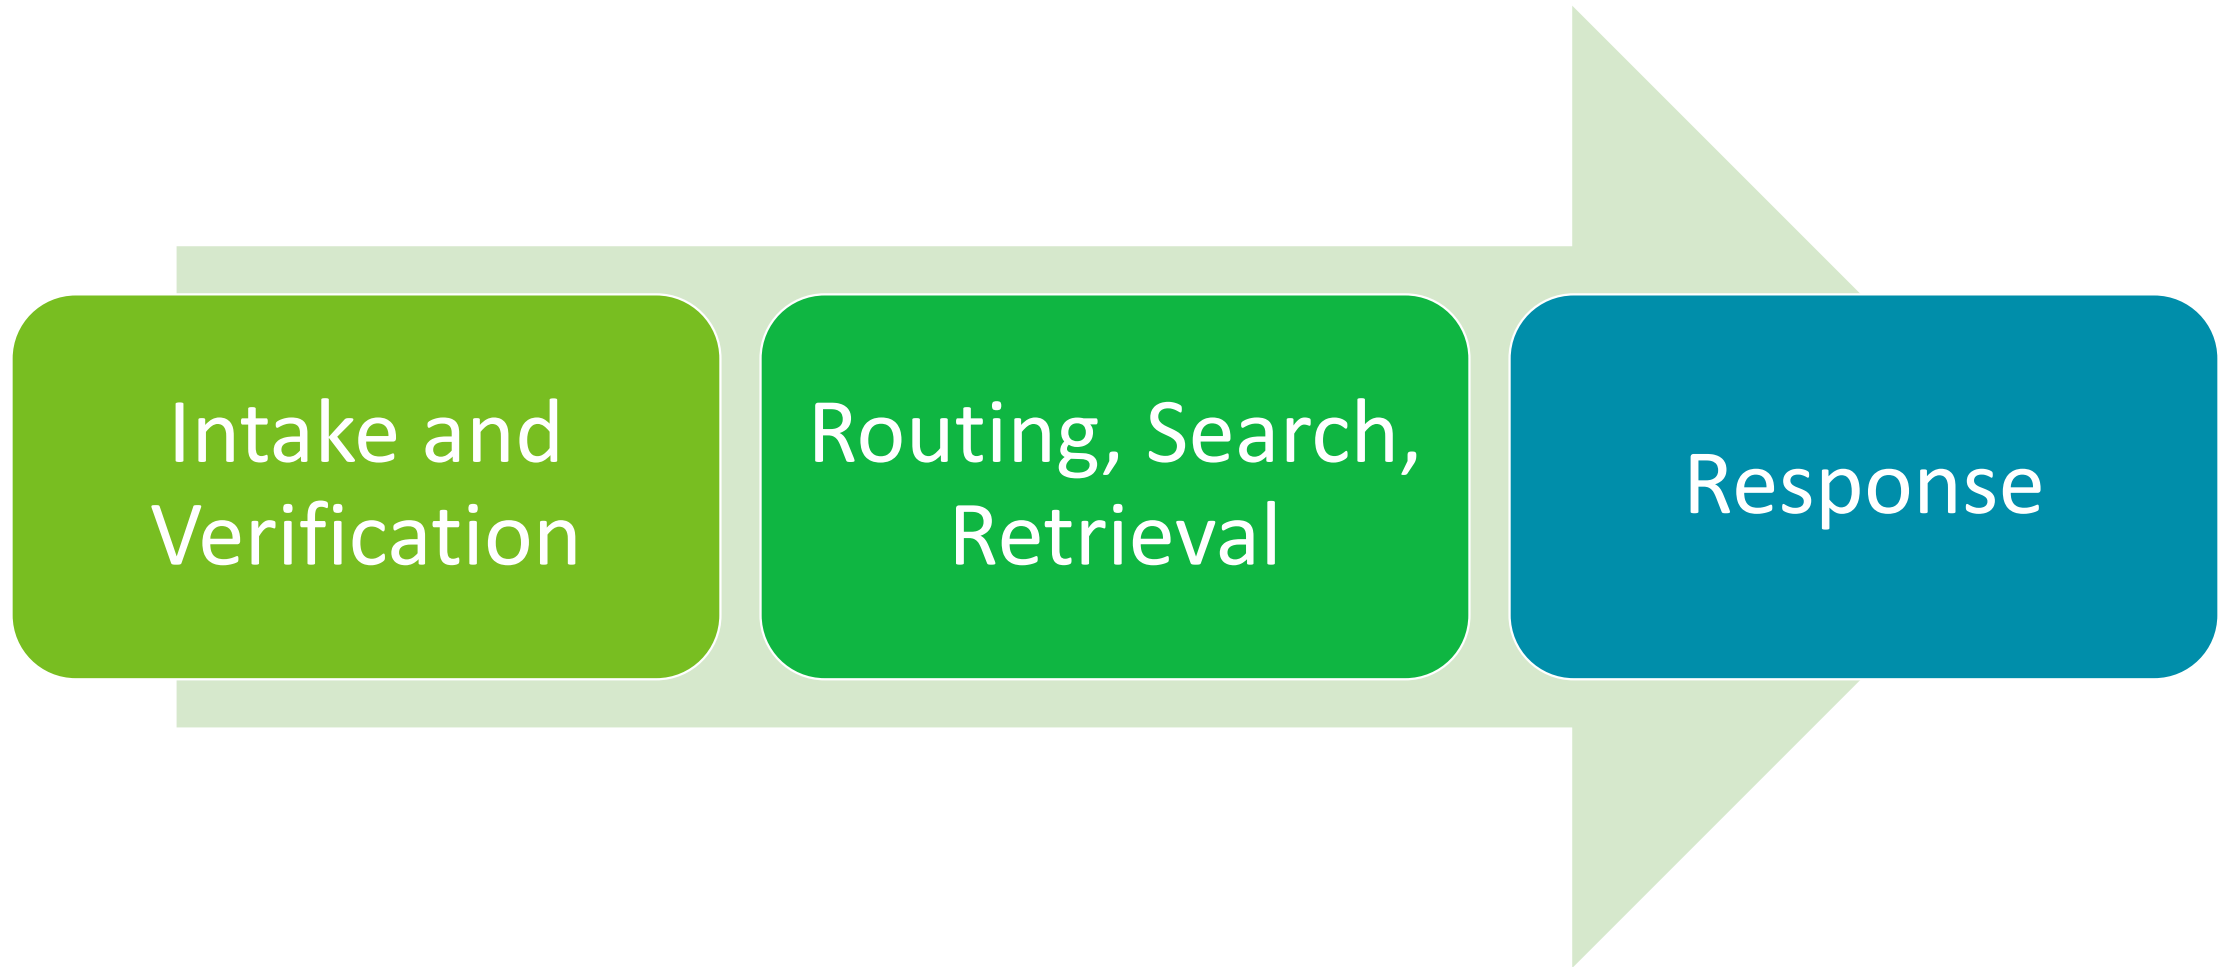 Intake and
Verification
Routing, Search,
Retrieval
Response